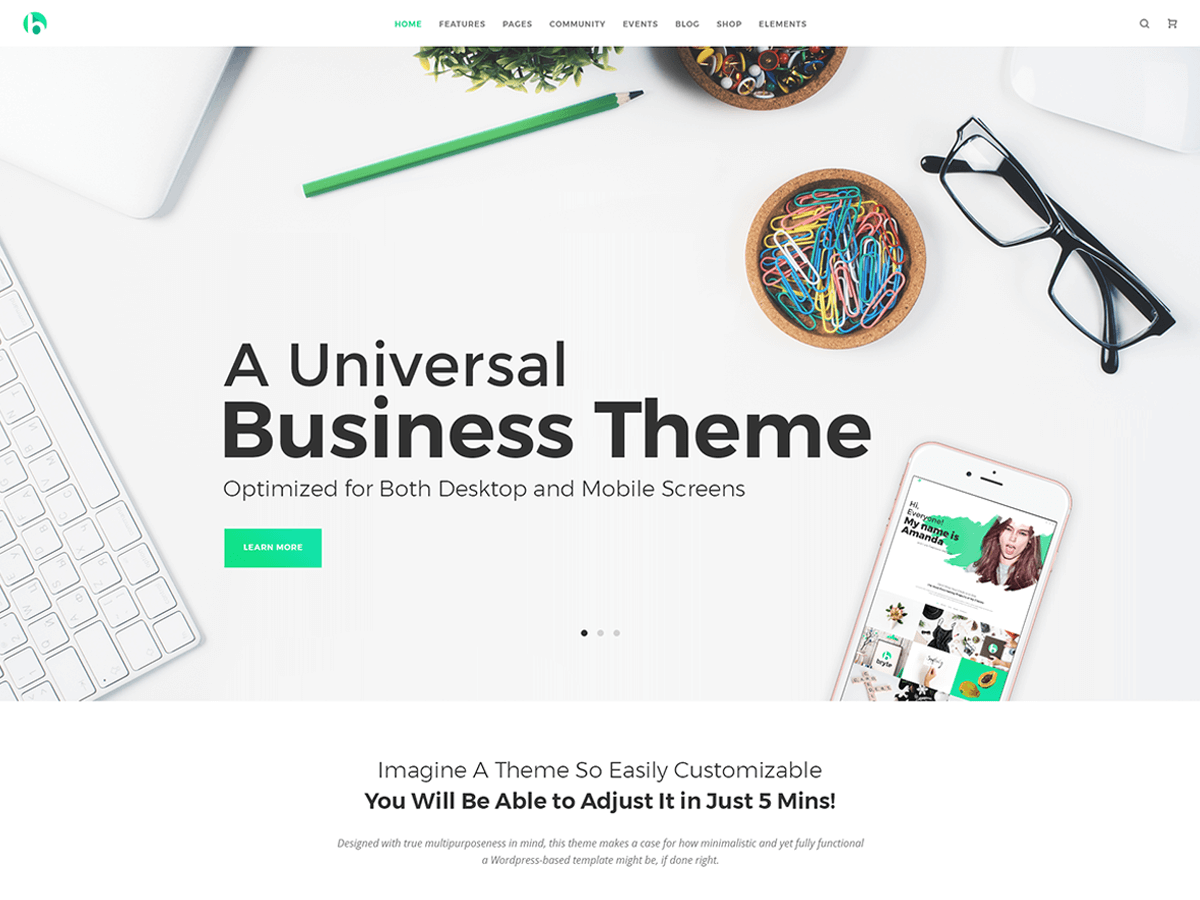 HOME FEATURES PAGES COMMUNITY EVENTS BLOG SHOP ELEMENTS
A Universal
Business Theme
Optimized for Both Desktop and Mobile Screens
LEARN MORE
Hi,
Everyone!
My name is
Amanda
bryte
Imagine A Theme So Easily Customizable
You Will Be Able to Adjust It in Just 5 Mins!
Designed with true multipurposeness in mind, this theme makes a case for how minimalistic and yet fully functional
a Wordpress-based template might be, if done right.